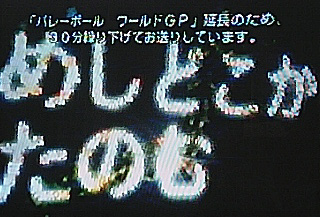 「バレーボール　ワールドＧＰ」延長のため、
３０分繰り下げてお送りしています。
めしどこか
たのむ